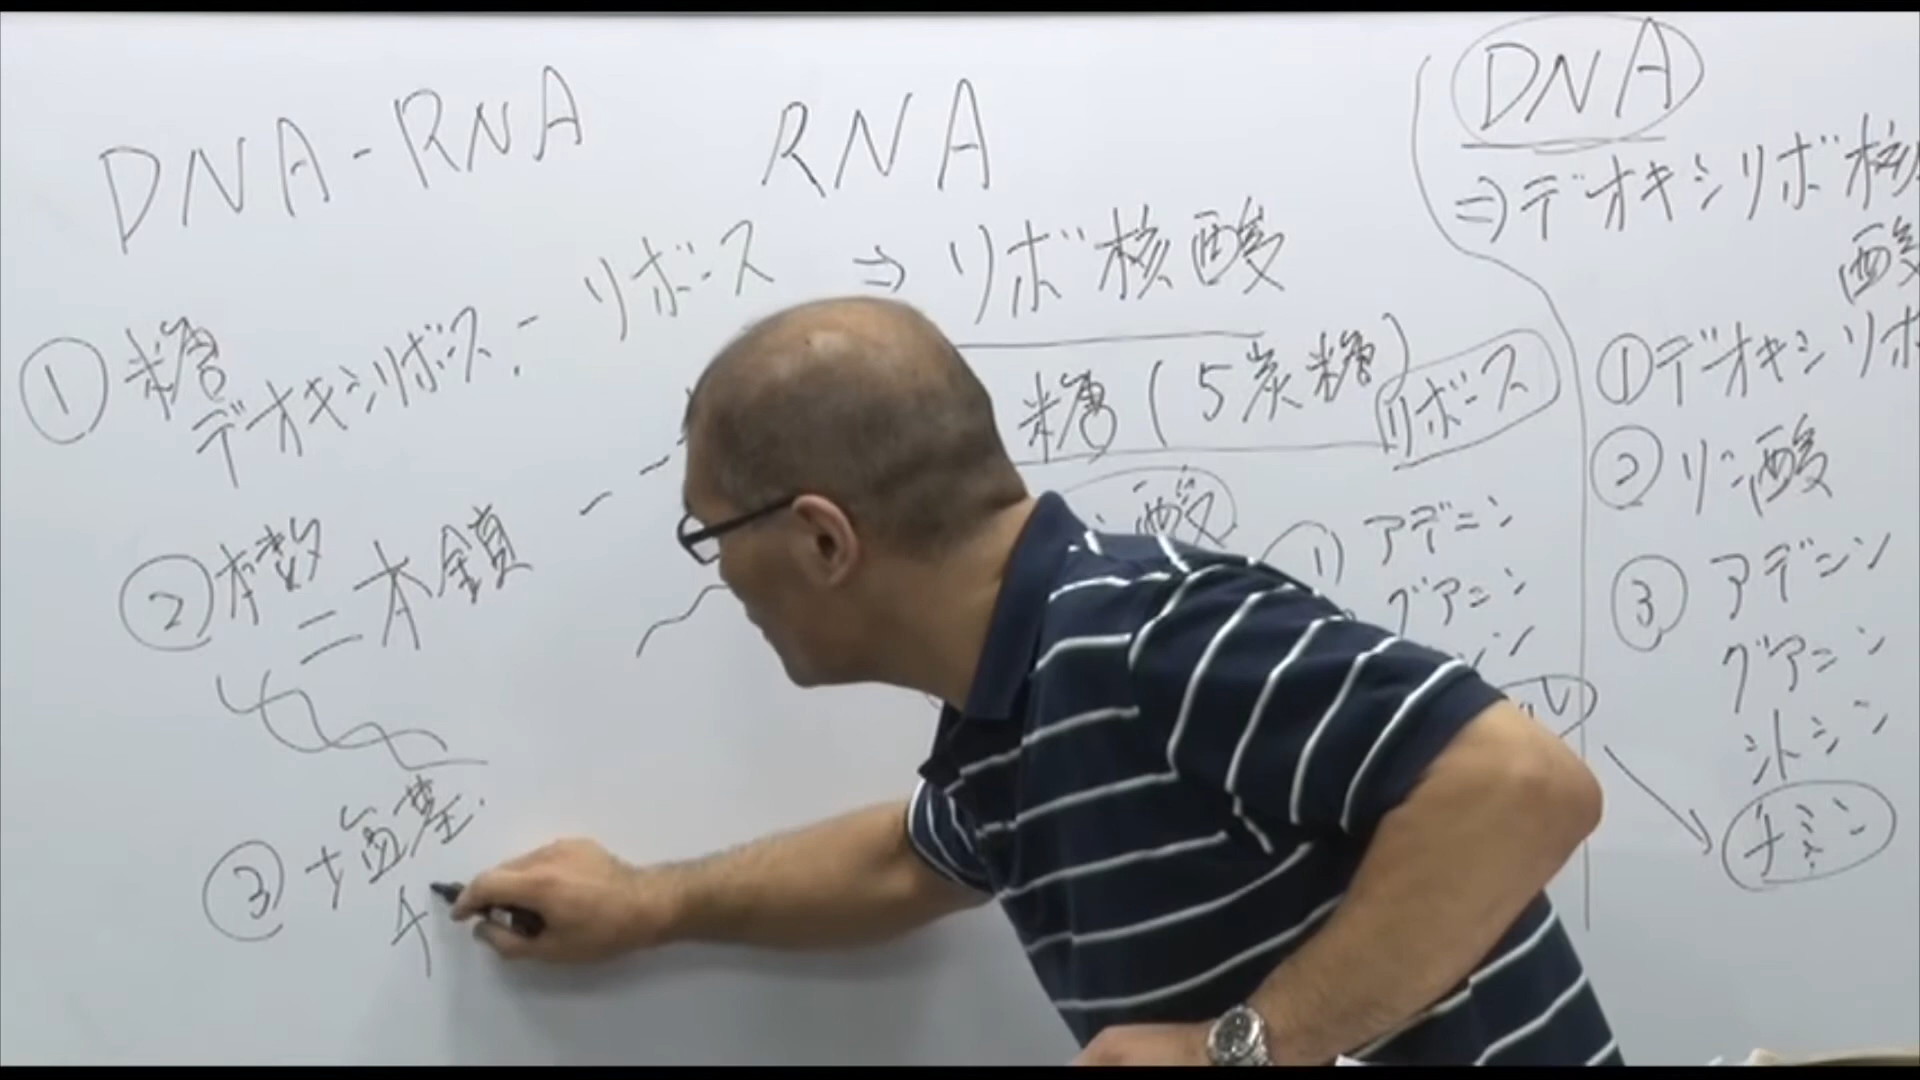 DNA-RNA
① 糖
デオキシリボース - リボース
② 本数
二本鎖
③ 塩基
チ
RNA
⇒ リボ核酸
糖(5炭糖)
リボース
酸
アデニン
グアニン
ン
ル
DNA
⇒ デオキシリボ核
酸
① デオキシリボ
② リン酸
③ アデニン
グアニン
シトシン
チミン